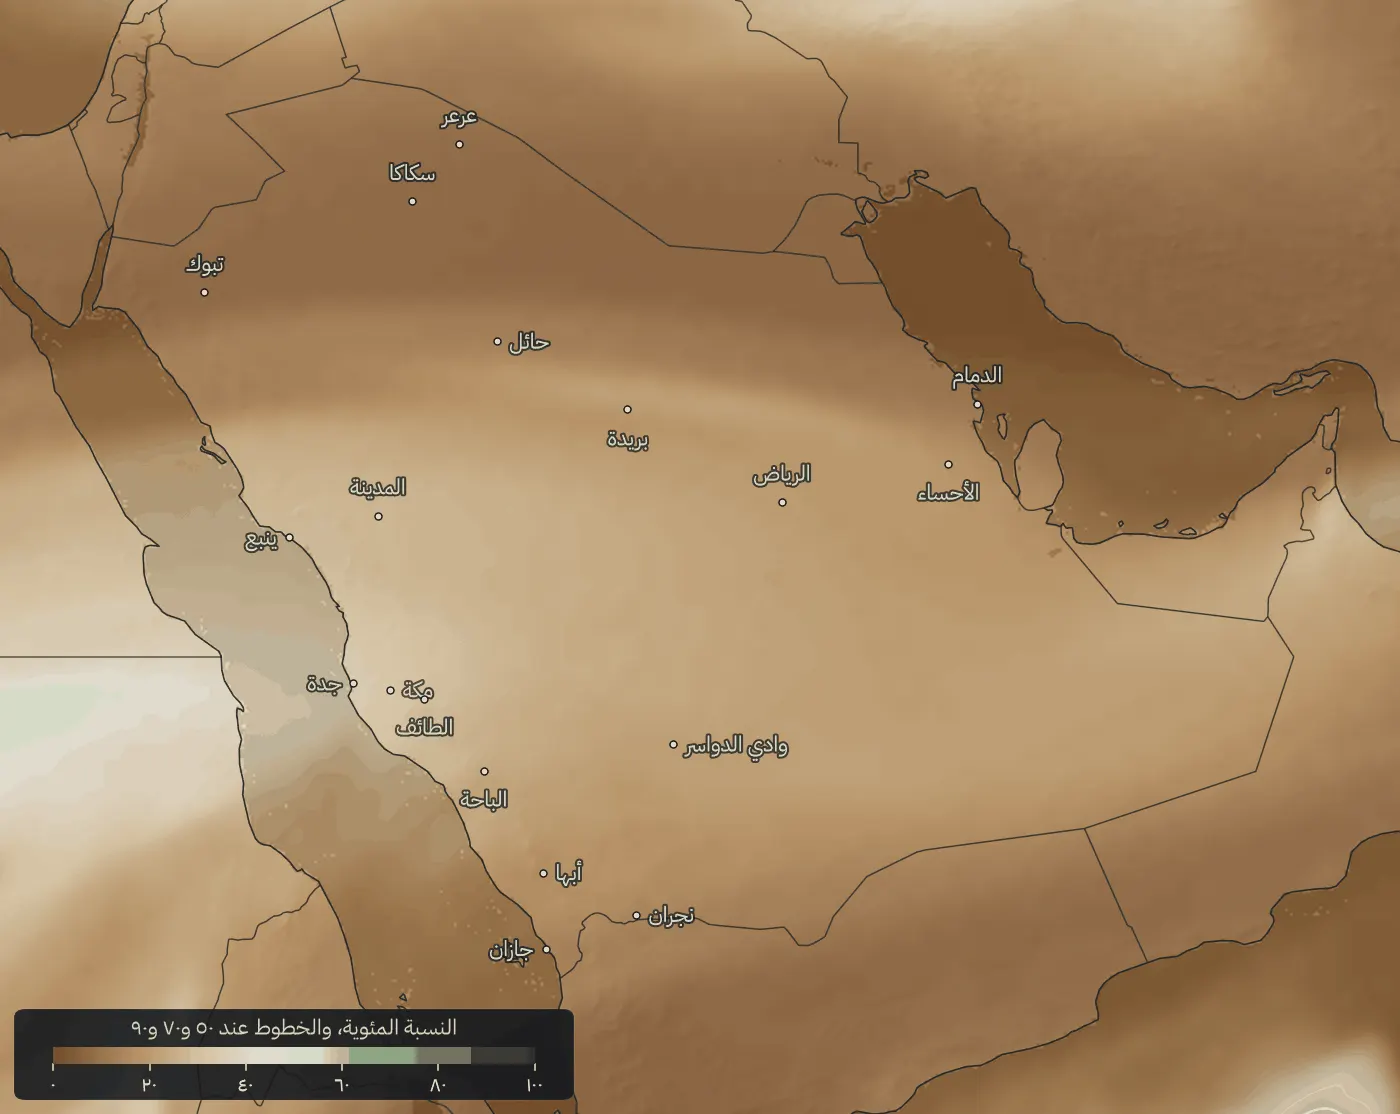 عرعر
سكاكا
تبوك
حائل
الدمام
بريدة
الرياض
المدينة
الأحساء
ينبع
جدة
مكة
الطائف
وادي الدواسر
الباحة
أبها
نجران
جازان
النسبة المئوية، والخطوط عند ٥٠ و٧٠ و٩٠
٠ ٢٠ ٤٠ ٦٠ ٨٠ ١٠٠